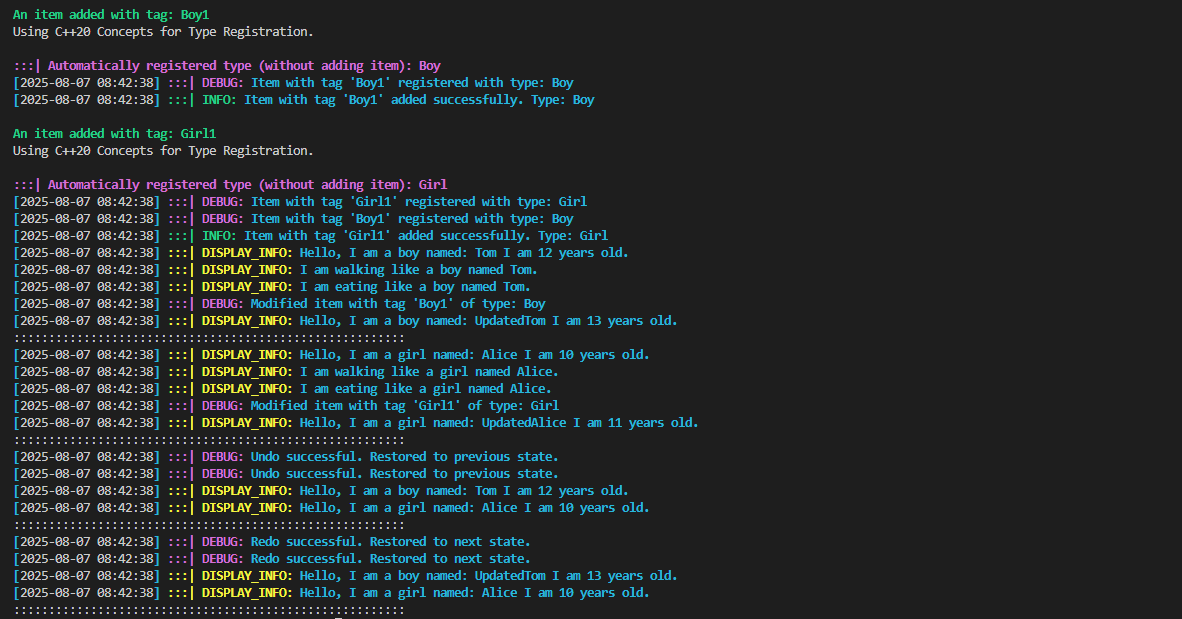 An item added with tag: Boy1
Using C++20 Concepts for Type Registration.
:::| Automatically registered type (without adding item): Boy
[2025-08-07 08:42:38] :::| DEBUG: Item with tag 'Boy1' registered with type: Boy
[2025-08-07 08:42:38] :::| INFO: Item with tag 'Boy1' added successfully. Type: Boy
An item added with tag: Girl1
Using C++20 Concepts for Type Registration.
:::| Automatically registered type (without adding item): Girl
[2025-08-07 08:42:38] :::| DEBUG: Item with tag 'Girl1' registered with type: Girl
[2025-08-07 08:42:38] :::| DEBUG: Item with tag 'Boy1' registered with type: Boy
[2025-08-07 08:42:38] :::| INFO: Item with tag 'Girl1' added successfully. Type: Girl
[2025-08-07 08:42:38] :::| DISPLAY_INFO: Hello, I am a boy named: Tom I am 12 years old.
[2025-08-07 08:42:38] :::| DISPLAY_INFO: I am walking like a boy named Tom.
[2025-08-07 08:42:38] :::| DISPLAY_INFO: I am eating like a boy named Tom.
[2025-08-07 08:42:38] :::| DEBUG: Modified item with tag 'Boy1' of type: Boy
[2025-08-07 08:42:38] :::| DISPLAY_INFO: Hello, I am a boy named: UpdatedTom I am 13 years old.
::::::::::::::::::::::::::::::::::::::::::::::::::::::::
[2025-08-07 08:42:38] :::| DISPLAY_INFO: Hello, I am a girl named: Alice I am 10 years old.
[2025-08-07 08:42:38] :::| DISPLAY_INFO: I am walking like a girl named Alice.
[2025-08-07 08:42:38] :::| DISPLAY_INFO: I am eating like a girl named Alice.
[2025-08-07 08:42:38] :::| DEBUG: Modified item with tag 'Girl1' of type: Girl
[2025-08-07 08:42:38] :::| DISPLAY_INFO: Hello, I am a girl named: UpdatedAlice I am 11 years old.
::::::::::::::::::::::::::::::::::::::::::::::::::::::::
[2025-08-07 08:42:38] :::| DEBUG: Undo successful. Restored to previous state.
[2025-08-07 08:42:38] :::| DEBUG: Undo successful. Restored to previous state.
[2025-08-07 08:42:38] :::| DISPLAY_INFO: Hello, I am a boy named: Tom I am 12 years old.
[2025-08-07 08:42:38] :::| DISPLAY_INFO: Hello, I am a girl named: Alice I am 10 years old.
::::::::::::::::::::::::::::::::::::::::::::::::::::::::
[2025-08-07 08:42:38] :::| DEBUG: Redo successful. Restored to next state.
[2025-08-07 08:42:38] :::| DEBUG: Redo successful. Restored to next state.
[2025-08-07 08:42:38] :::| DISPLAY_INFO: Hello, I am a boy named: UpdatedTom I am 13 years old.
[2025-08-07 08:42:38] :::| DISPLAY_INFO: Hello, I am a girl named: Alice I am 10 years old.
::::::::::::::::::::::::::::::::::::::::::::::::::::::::